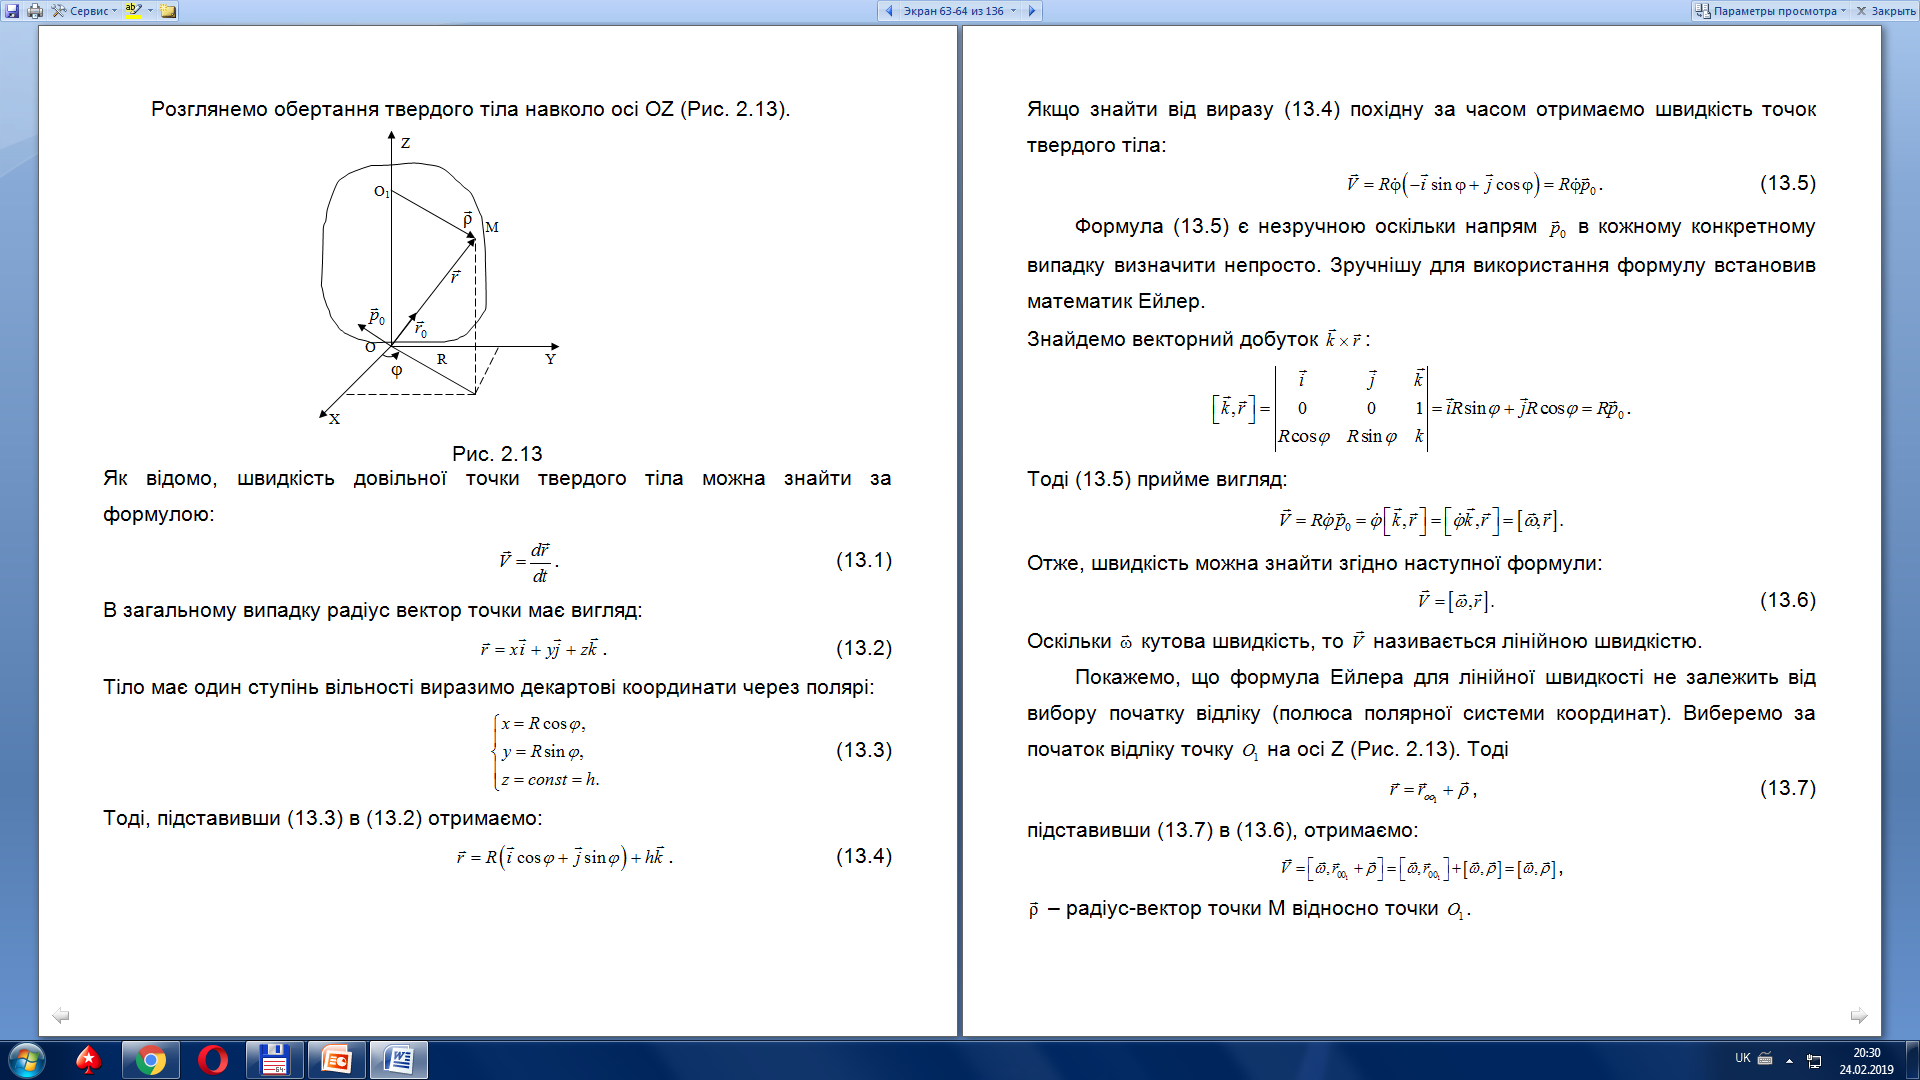 Сервис
Экран 63-64 из 136
Параметры просмотра
Закрыть
Розглянемо обертання твердого тіла навколо осі OZ (Рис. 2.13).
Z
O₁
ρ⃗
M
r⃗
p⃗₀
r⃗₀
O
R
Y
φ
X
Рис. 2.13
Як відомо, швидкість довільної точки твердого тіла можна знайти за
формулою:
V⃗ = dr⃗/dt. (13.1)
В загальному випадку радіус вектор точки має вигляд:
r⃗ = xi⃗ + yj⃗ + zk⃗ . (13.2)
Тіло має один ступінь вільності виразимо декартові координати через полярі:
x = R cos φ,
y = R sin φ, (13.3)
z = const = h.
Тоді, підставивши (13.3) в (13.2) отримаємо:
r⃗ = R(i⃗ cos φ + j⃗ sin φ) + hk⃗ . (13.4)
Якщо знайти від виразу (13.4) похідну за часом отримаємо швидкість точок
твердого тіла:
V⃗ = Rφ̇(−i⃗ sin φ + j⃗ cos φ) = Rφ̇p⃗₀. (13.5)
Формула (13.5) є незручною оскільки напрям p⃗₀ в кожному конкретному
випадку визначити непросто. Зручнішу для використання формулу встановив
математик Ейлер.
Знайдемо векторний добуток k⃗ × r⃗ :
i⃗ j⃗ k⃗
[k⃗, r⃗] = 0 0 1 = i⃗R sin φ + j⃗R cos φ = Rp⃗₀.
R cos φ R sin φ k
Тоді (13.5) прийме вигляд:
V⃗ = Rφ̇p⃗₀ = φ̇[k⃗, r⃗] = [φ̇k⃗, r⃗] = [ω⃗, r⃗].
Отже, швидкість можна знайти згідно наступної формули:
V⃗ = [ω⃗, r⃗]. (13.6)
Оскільки ω⃗ кутова швидкість, то V⃗ називається лінійною швидкістю.
Покажемо, що формула Ейлера для лінійної швидкості не залежить від
вибору початку відліку (полюса полярної системи координат). Виберемо за
початок відліку точку O₁ на осі Z (Рис. 2.13). Тоді
r⃗ = r⃗oo₁ + ρ⃗ , (13.7)
підставивши (13.7) в (13.6), отримаємо:
V⃗ = [ω⃗, r⃗00₁ + ρ⃗] = [ω⃗, r⃗00₁] + [ω⃗, ρ⃗] = [ω⃗, ρ⃗],
ρ⃗ – радіус-вектор точки М відносно точки O₁.
UK
20:30
24.02.2019